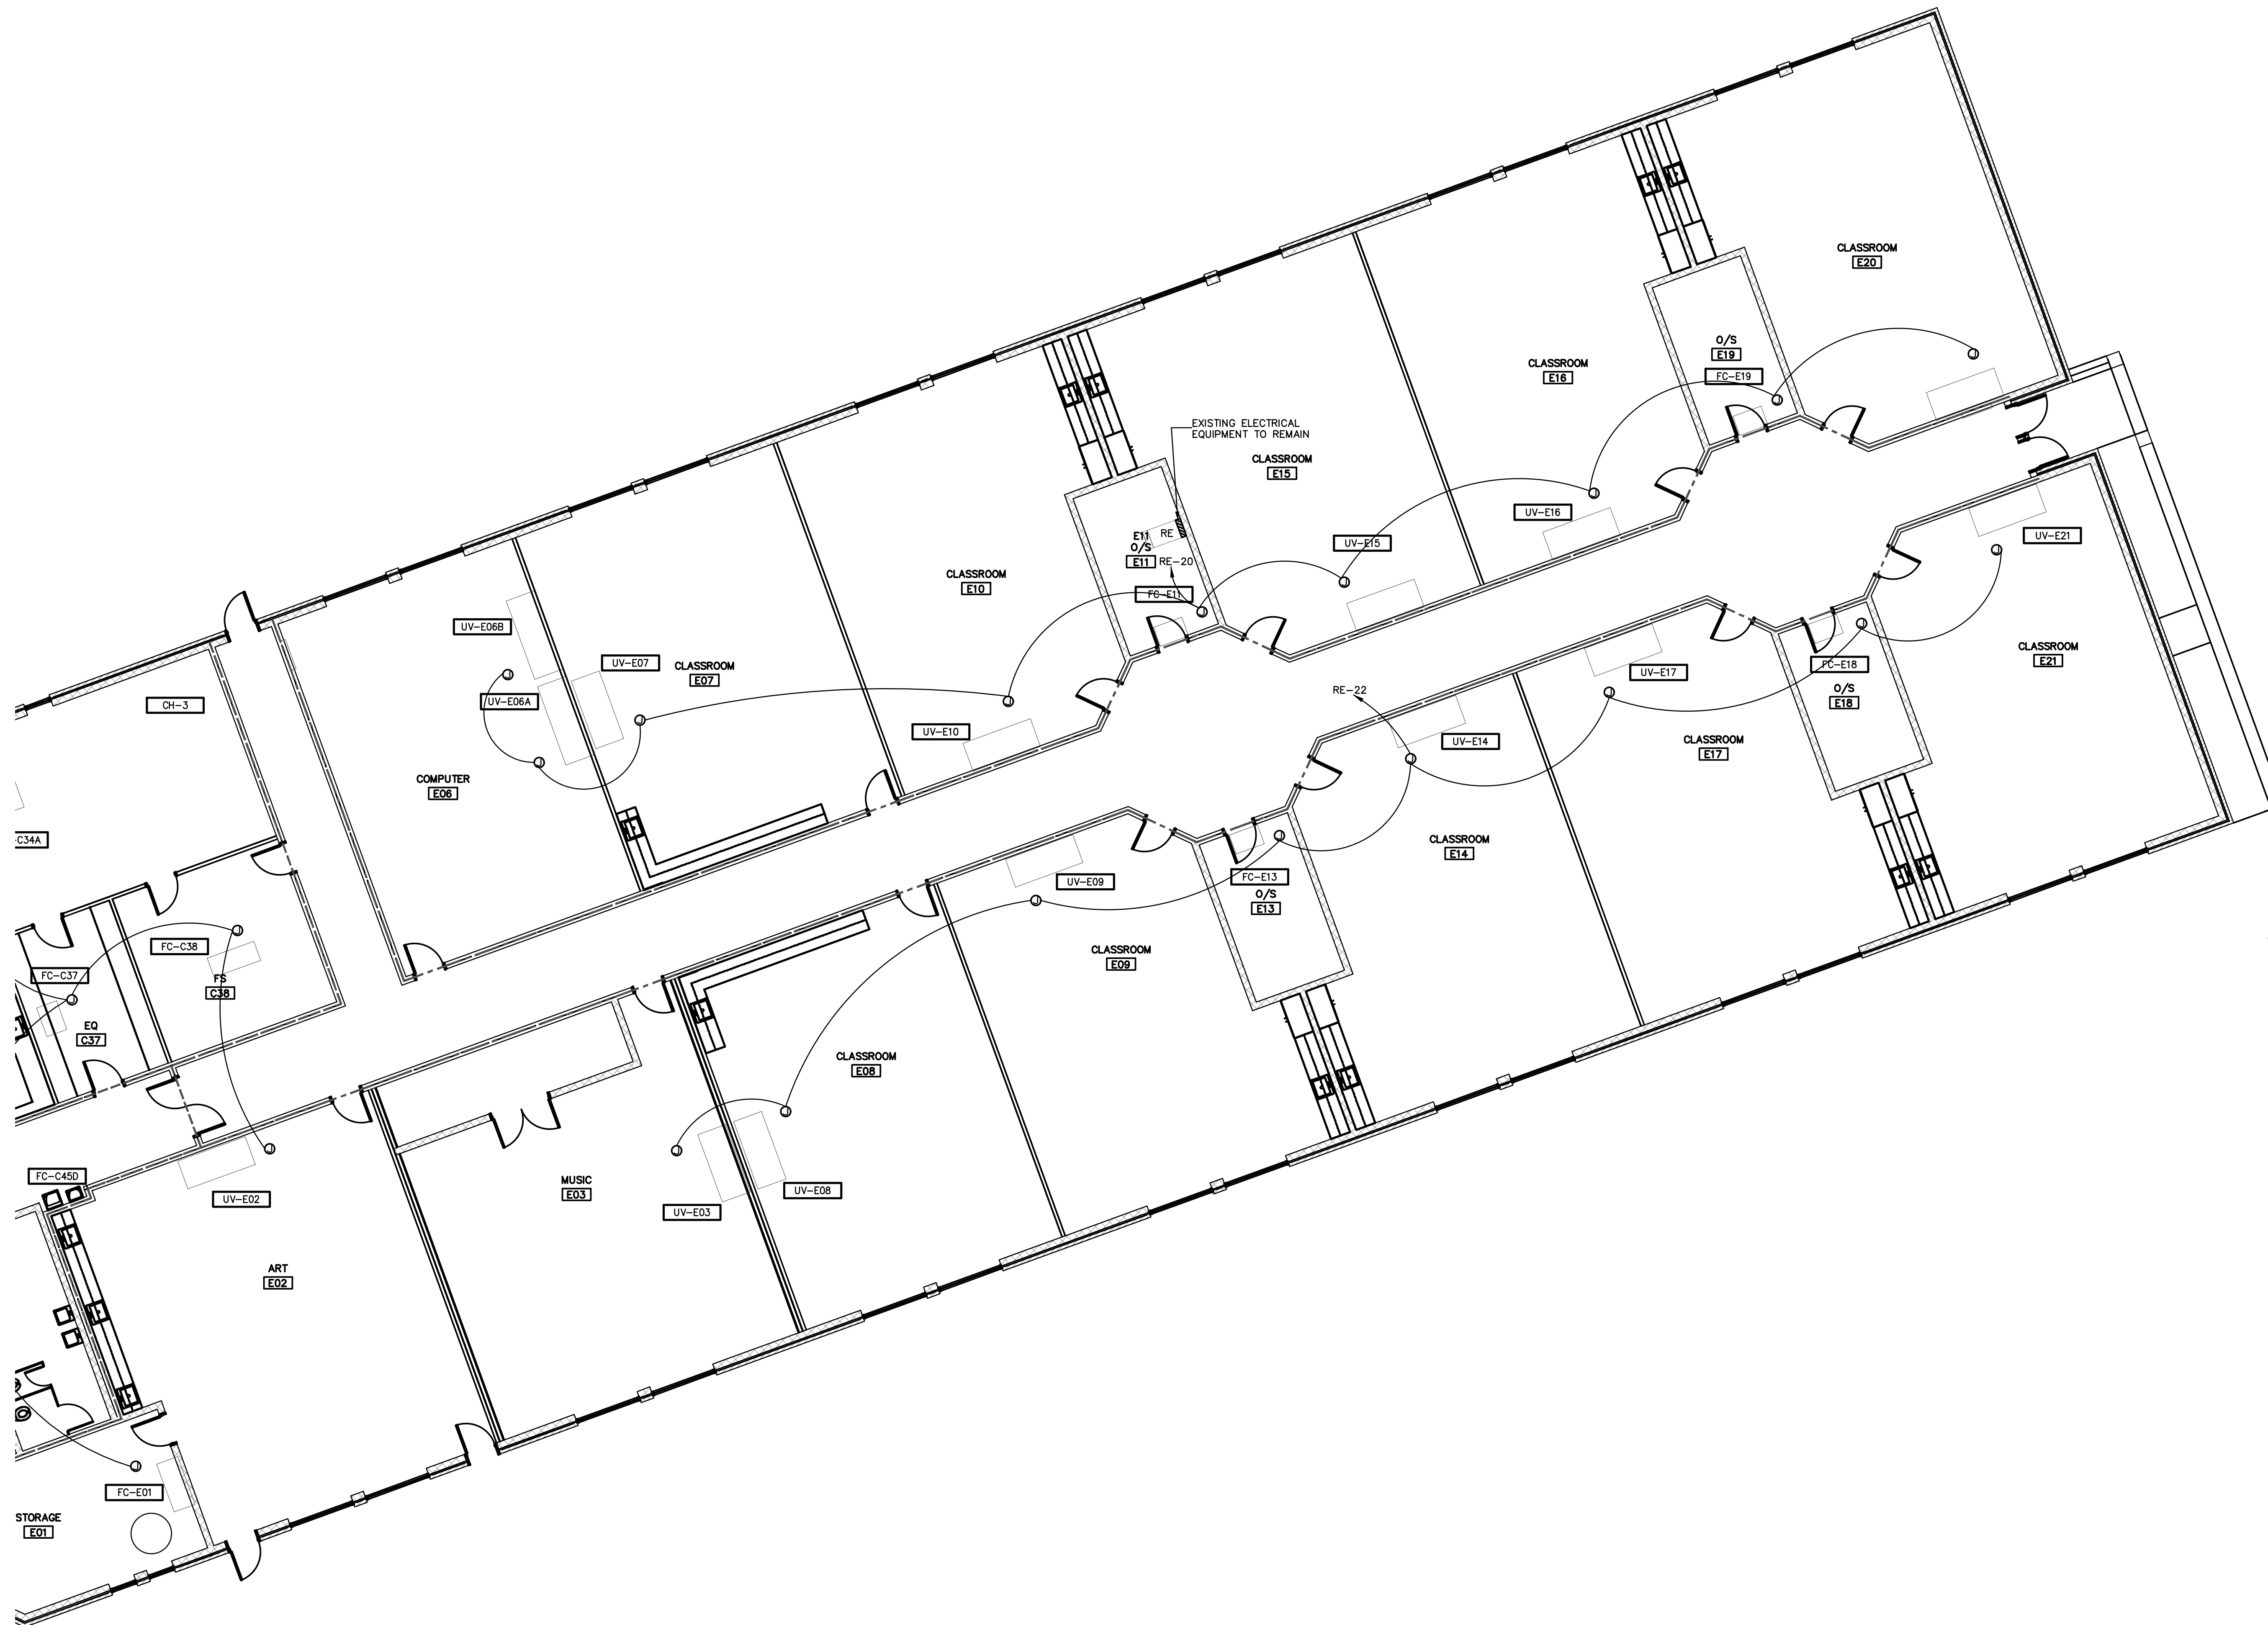 CLASSROOM
E20
O/S
E19
FC-E19
CLASSROOM
E16
EXISTING ELECTRICAL
EQUIPMENT TO REMAIN
CLASSROOM
E15
UV-E16
UV-E15
UV-E21
E11
O/S
E11
RE
RE-20
FC-E11
CLASSROOM
E10
UV-E06B
UV-E07
CLASSROOM
E07
UV-E06A
CH-3
UV-E10
CLASSROOM
E21
FC-E18
O/S
E18
UV-E17
RE-22
UV-E14
CLASSROOM
E17
COMPUTER
E06
C34A
CLASSROOM
E14
UV-E09
FC-E13
O/S
E13
CLASSROOM
E09
FC-C38
FC-C37
FS
C38
EQ
C37
CLASSROOM
E08
FC-C45D
UV-E02
MUSIC
E03
UV-E08
UV-E03
ART
E02
FC-E01
STORAGE
E01